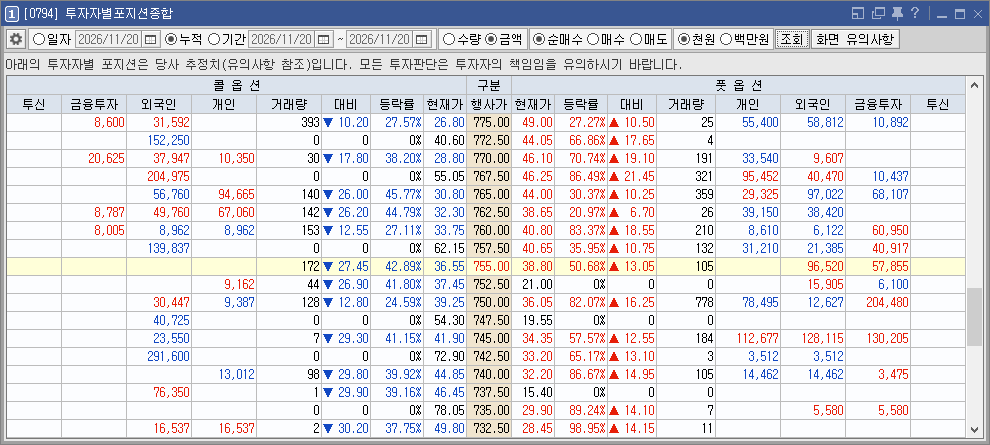 1 [0794] 투자자별포지션종합 ?
일자 2026/11/20 누적 기간 2026/11/20 ~ 2026/11/20 수량 금액 순매수 매수 매도 천원 백만원 조회 화면 유의사항
아래의 투자자별 포지션은 당사 추정치(유의사항 참조)입니다. 모든 투자판단은 투자자의 책임임을 유의하시기 바랍니다.
콜 옵 션 구분 풋 옵 션
투신 금융투자 외국인 개인 거래량 대비 등락률 현재가 행사가 현재가 등락률 대비 거래량 개인 외국인 금융투자 투신
8,600 31,592 393 ▼ 10.20 27.57% 26.80 775.00 49.00 27.27% ▲ 10.50 25 55,400 58,812 10,892
152,250 0 0 0% 40.60 772.50 44.05 66.86% ▲ 17.65 4
20,625 37,947 10,350 30 ▼ 17.80 38.20% 28.80 770.00 46.10 70.74% ▲ 19.10 191 33,540 9,607
204,975 0 0 0% 55.05 767.50 46.25 86.49% ▲ 21.45 321 95,452 40,470 10,437
56,760 94,665 140 ▼ 26.00 45.77% 30.80 765.00 44.00 30.37% ▲ 10.25 359 29,325 97,022 68,107
8,787 49,760 67,060 142 ▼ 26.20 44.79% 32.30 762.50 38.65 20.97% ▲ 6.70 26 39,150 38,420
8,005 8,962 8,962 153 ▼ 12.55 27.11% 33.75 760.00 40.80 83.37% ▲ 18.55 210 8,610 6,122 60,950
139,837 0 0 0% 62.15 757.50 40.65 35.95% ▲ 10.75 132 31,210 21,385 40,917
172 ▼ 27.45 42.89% 36.55 755.00 38.80 50.68% ▲ 13.05 105 96,520 57,855
9,162 44 ▼ 26.90 41.80% 37.45 752.50 21.00 0% 0 0 15,905 6,100
30,447 9,387 128 ▼ 12.80 24.59% 39.25 750.00 36.05 82.07% ▲ 16.25 778 78,495 12,627 204,480
40,725 0 0 0% 54.30 747.50 19.55 0% 0 0
23,550 7 ▼ 29.30 41.15% 41.90 745.00 34.35 57.57% ▲ 12.55 184 112,677 128,115 130,205
291,600 0 0 0% 72.90 742.50 33.20 65.17% ▲ 13.10 3 3,512 3,512
13,012 98 ▼ 29.80 39.92% 44.85 740.00 32.20 86.67% ▲ 14.95 105 14,462 14,462 3,475
76,350 1 ▼ 29.90 39.16% 46.45 737.50 15.40 0% 0 0
0 0 0% 78.05 735.00 29.90 89.24% ▲ 14.10 7 5,580 5,580
16,537 16,537 2 ▼ 30.20 37.75% 49.80 732.50 28.45 98.95% ▲ 14.15 11